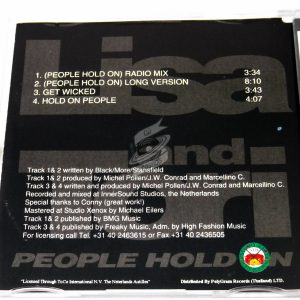 Lisa
1. (PEOPLE HOLD ON) RADIO MIX 3:34
2. (PEOPLE HOLD ON) LONG VERSION 8:10
3. GET WICKED 3:43
4. HOLD ON PEOPLE 4:07
and
Track 1& 2 written by Black/More/Stansfield
Track 1& 2 produced by Michel Pollen/J.W. Conrad and Marcellino C.
Track 3 & 4 written and produced by Michel Pollen/J.W. Conrad and Marcellino C.
Recorded and mixed at InnerSound Studios, the Netherlands
Special thanks to Conny (great work!)
Mastered at Studio Xenox by Michael Eilers
Track 1& 2 published by BMG Music
Track 3 & 4 published by Freaky Music, Adm. by High Fashion Music
For licensing call Tel. +31 40 2463615 or Fax. +31 40 2436505
PEOPLE HOLD ON
"Licensed Through ToCo International N.V. The Netherlands Antilles"
Distributed By PolyGram Records (Thailand) LTD.